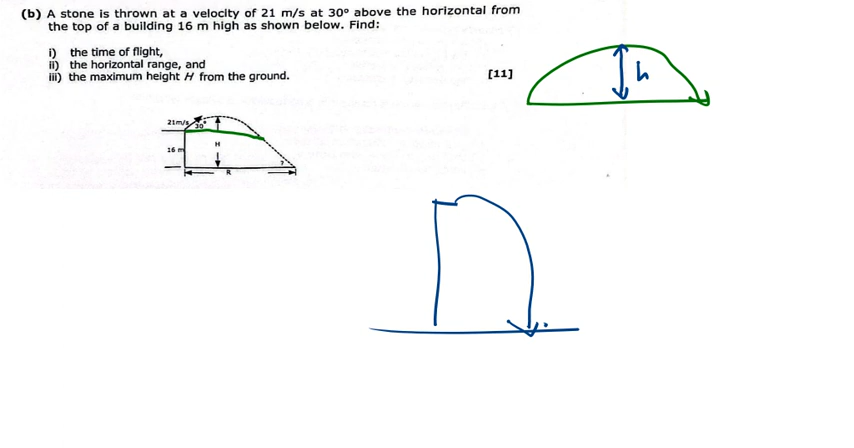 (b) A stone is thrown at a velocity of 21 m/s at 30° above the horizontal from
the top of a building 16 m high as shown below. Find:
i) the time of flight,
ii) the horizontal range, and
iii) the maximum height H from the ground.
[11]
h
21m/s 30°
H
16 m
?
R